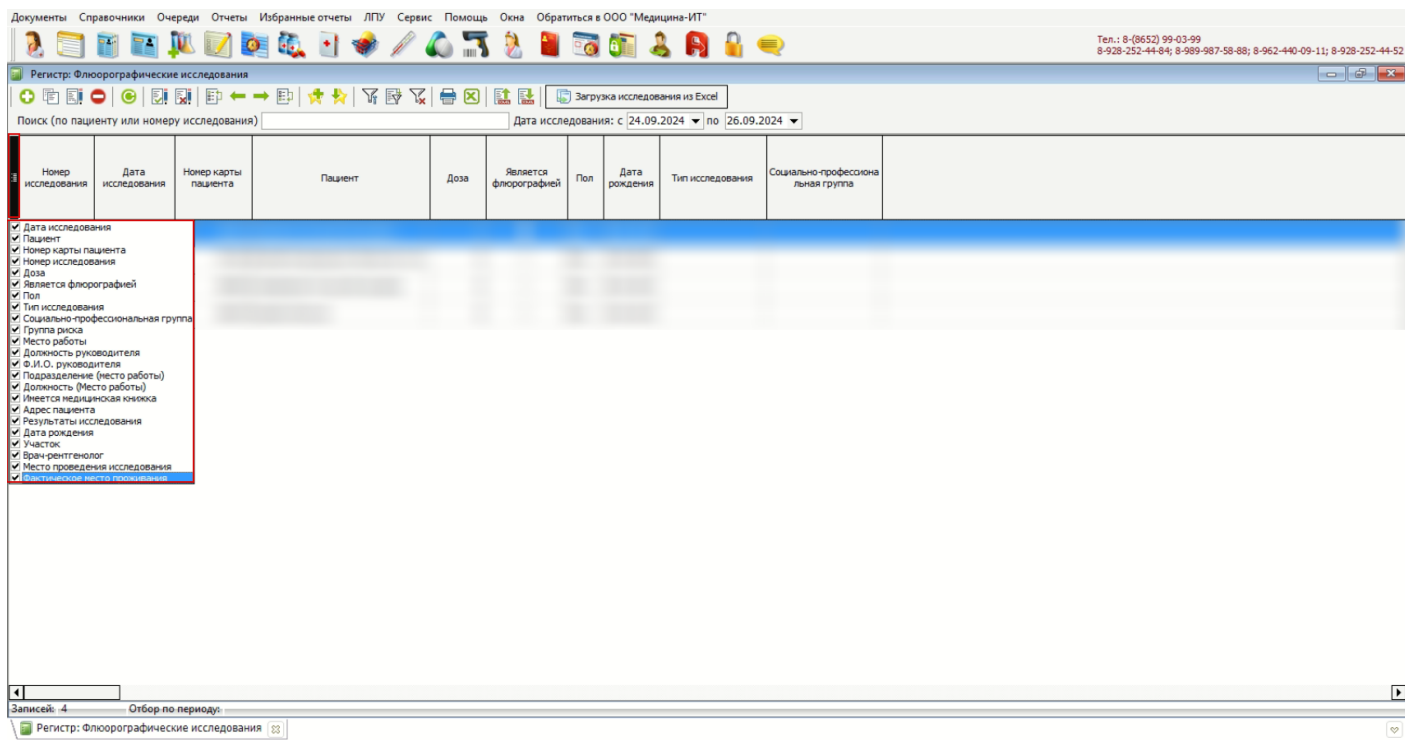 Документы Справочники Очереди Отчеты Избранные отчеты ЛПУ Сервис Помощь Окна Обратиться в ООО "Медицина-ИТ"
Тел.: 8-(8652) 99-03-99
8-928-252-44-84; 8-989-987-58-88; 8-962-440-09-11; 8-928-252-44-52
Регистр: Флюорографические исследования
Загрузка исследования из Excel
Поиск (по пациенту или номеру исследования) Дата исследования: с 24.09.2024 по 26.09.2024
Номер исследования Дата исследования Номер карты пациента Пациент Доза Является флюрографией Пол Дата рождения Тип исследования Социально-профессиона льная группа
Дата исследования
Пациент
Номер карты пациента
Номер исследования
Доза
Является флюорографией
Пол
Тип исследования
Социально-профессиональная группа
Группа риска
Место работы
Должность руководителя
Ф.И.О. руководителя
Подразделение (место работы)
Должность (Место работы)
Имеется медицинская книжка
Адрес пациента
Результаты исследования
Дата рождения
Участок
Врач-рентгенолог
Место проведения исследования
Фактическое место проживания
Записей: 4 Отбор по периоду:
Регистр: Флюорографические исследования